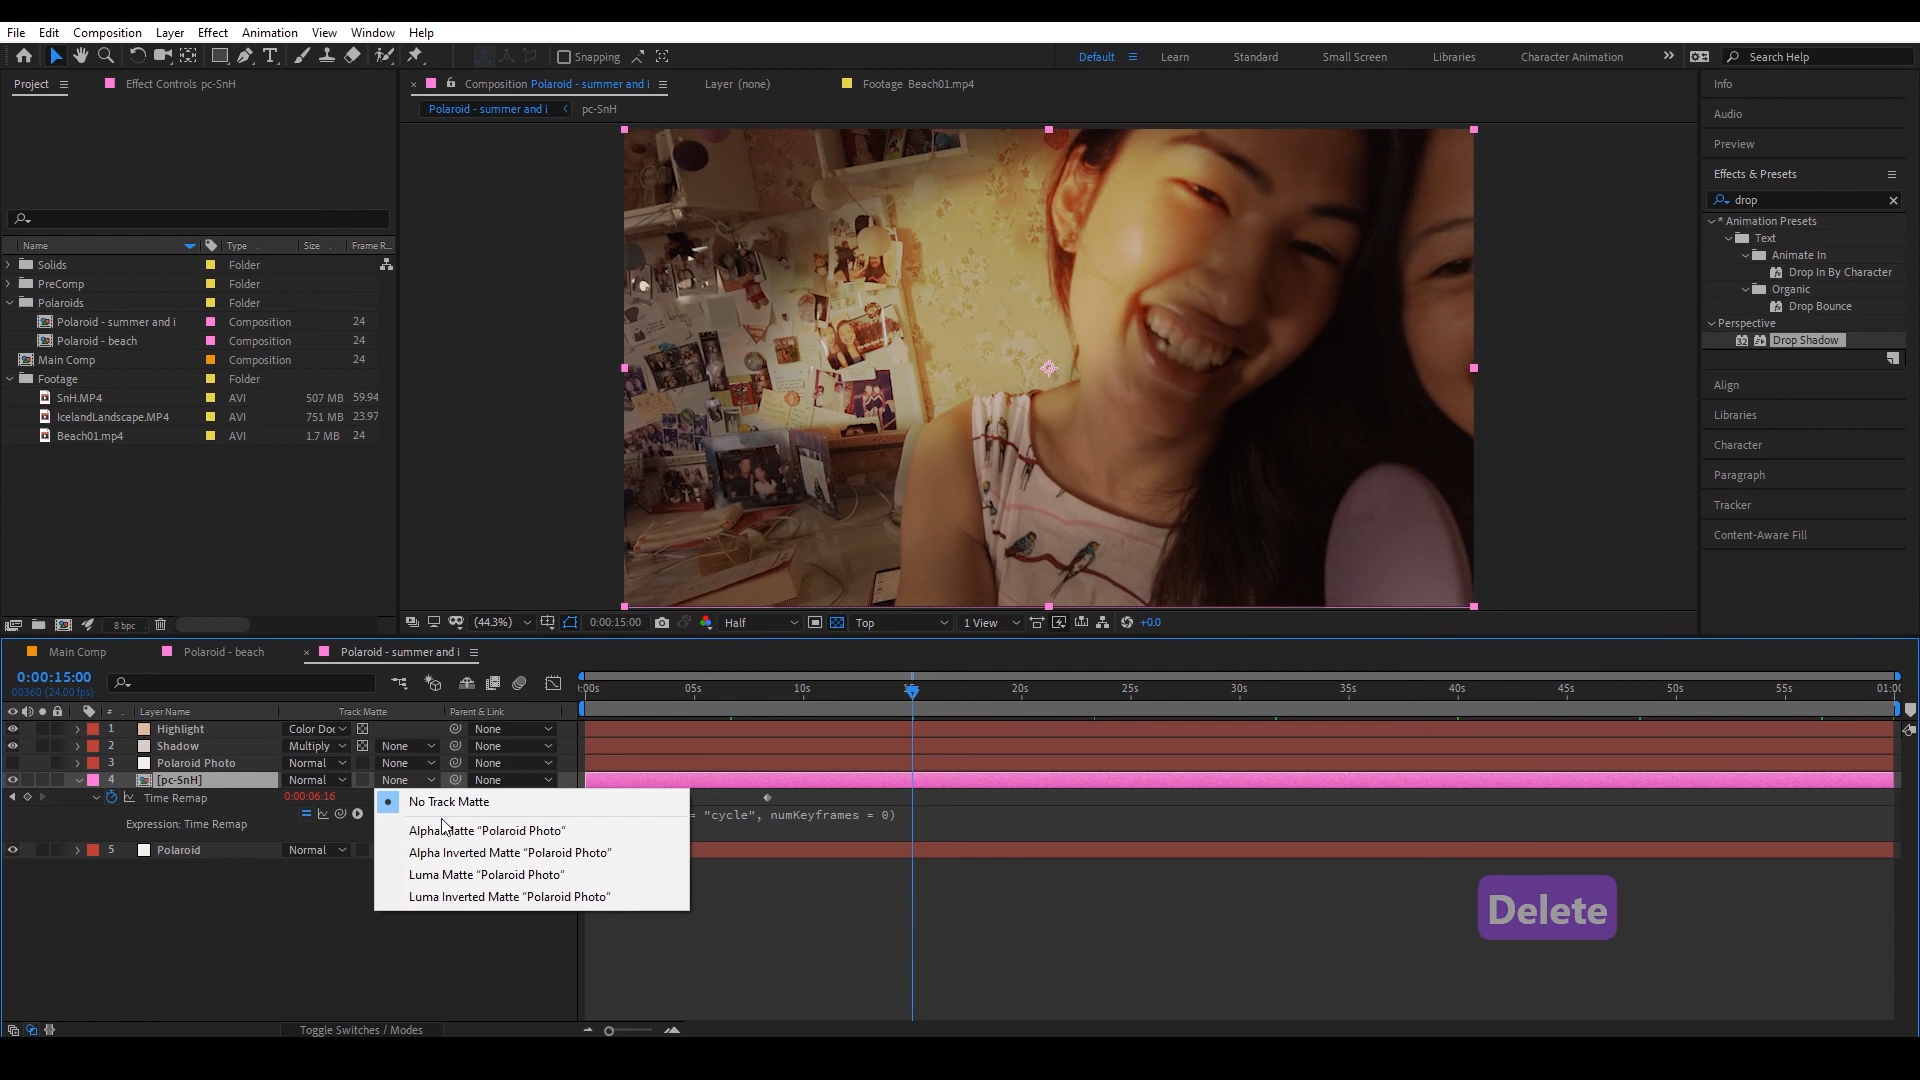 File Edit Composition Layer Effect Animation View Window Help
Snapping Default Learn Standard Small Screen Libraries Character Animation Search Help
Project Effect Controls pc-SnH
Composition Polaroid - summer and i Layer (none) Footage Beach01.mp4
Polaroid - summer and i pc-SnH
Name Type Size Frame R...
Solids Folder
PreComp Folder
Polaroids Folder
Polaroid - summer and i Composition 24
Polaroid - beach Composition 24
Main Comp Composition 24
Footage Folder
SnH.MP4 AVI 507 MB 59.94
IcelandLandscape.MP4 AVI 751 MB 23.97
Beach01.mp4 AVI 1.7 MB 24
8 bpc
(44.3%) 0:00:15:00 Half Top 1 View +0.0
Info
Audio
Preview
Effects & Presets
drop
* Animation Presets
Text
Animate In
Drop In By Character
Organic
Drop Bounce
Perspective
32 Drop Shadow
Align
Libraries
Character
Paragraph
Tracker
Content-Aware Fill
Main Comp Polaroid - beach Polaroid - summer and i
0:00:15:00
00360 (24.00 fps)
:00s 05s 10s 20s 25s 30s 35s 40s 45s 50s 55s 01:00
# Layer Name Track Matte Parent & Link
1 Highlight Color Doc None
2 Shadow Multiply None None
3 Polaroid Photo Normal None None
4 [pc-SnH] Normal None None
Time Remap 0:00:06:16
Expression: Time Remap = "cycle", numKeyframes = 0)
5 Polaroid Normal
No Track Matte
Alpha Matte "Polaroid Photo"
Alpha Inverted Matte "Polaroid Photo"
Luma Matte "Polaroid Photo"
Luma Inverted Matte "Polaroid Photo"
Delete
Toggle Switches / Modes